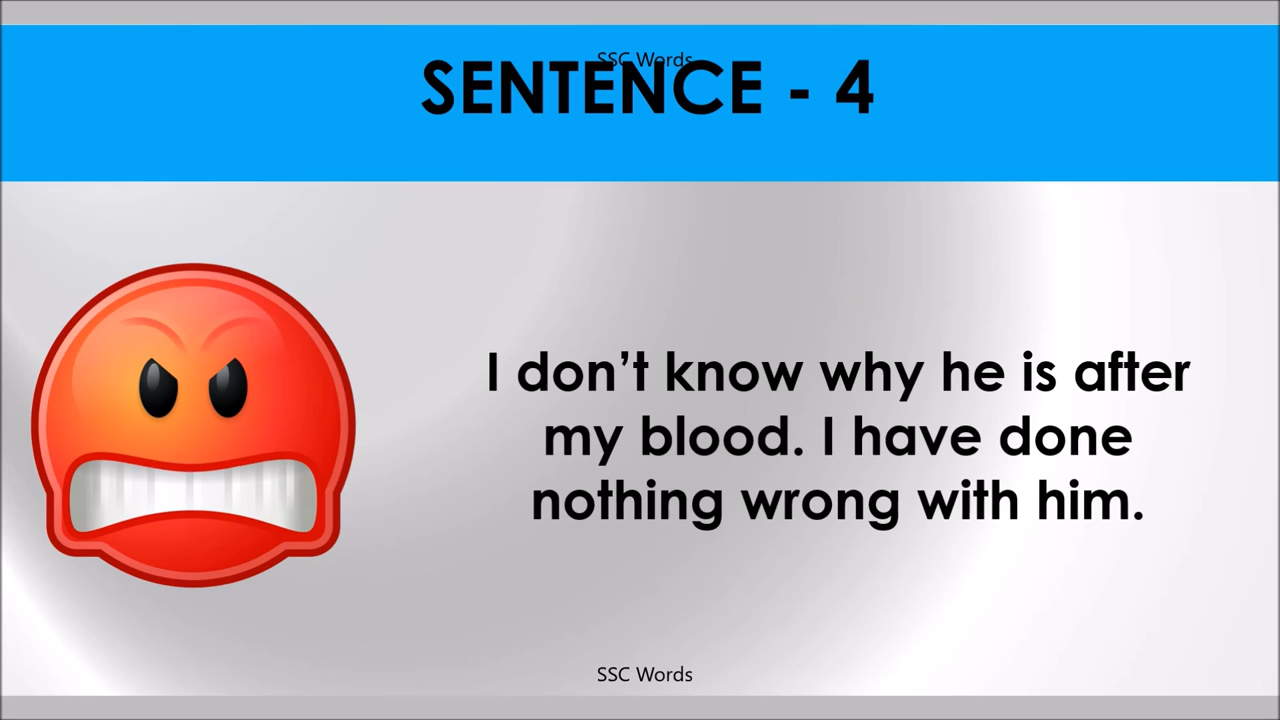 SSC Words
SENTENCE - 4
I don’t know why he is after
my blood. I have done
nothing wrong with him.
SSC Words